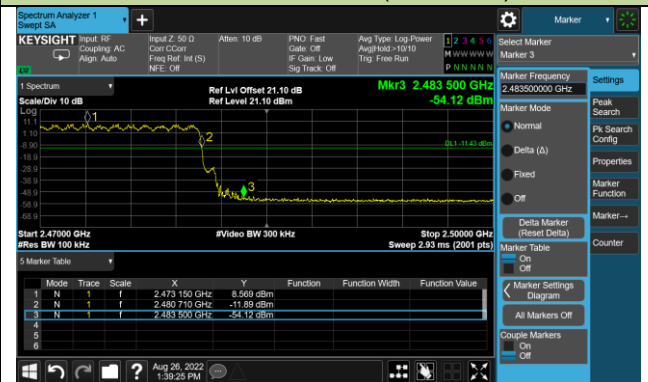 Spectrum Analyzer 1
Swept SA
+
Marker
KEYSIGHT
Input: RF
Coupling: AC
Align: Auto
Input Z: 50 Ω
Corr CCorr
Freq Ref: Int (S)
NFE: Off
Atten: 10 dB
PNO: Fast
Gate: Off
IF Gain: Low
Sig Track: Off
Avg Type: Log-Power
Avg|Hold:>10/10
Trig: Free Run
1 2 3 4 5 6
M W W W W W
P N N N N N
Select Marker
Marker 3
1 Spectrum
Scale/Div 10 dB
Log
Ref Lvl Offset 21.10 dB
Ref Level 21.10 dBm
Mkr3 2.483 500 GHz
-54.12 dBm
11.1
1.10
-8.90
-18.9
-28.9
-38.9
-48.9
-58.9
-68.9
1
2
3
DL1 -11.43 dBm
Start 2.47000 GHz
#Res BW 100 kHz
#Video BW 300 kHz
Stop 2.50000 GHz
Sweep 2.93 ms (2001 pts)
5 Marker Table
Mode Trace Scale X Y Function Function Width Function Value
1 N 1 f 2.473 150 GHz 8.569 dBm
2 N 1 f 2.480 710 GHz -11.89 dBm
3 N 1 f 2.483 500 GHz -54.12 dBm
4
5
6
Marker Frequency
2.483500000 GHz
Marker Mode
Normal
Delta (Δ)
Fixed
Off
Delta Marker
(Reset Delta)
Marker Table
On
Off
Marker Settings
Diagram
All Markers Off
Couple Markers
On
Off
Settings
Peak
Search
Pk Search
Config
Properties
Marker
Function
Marker→
Counter
?
Aug 26, 2022
1:39:25 PM